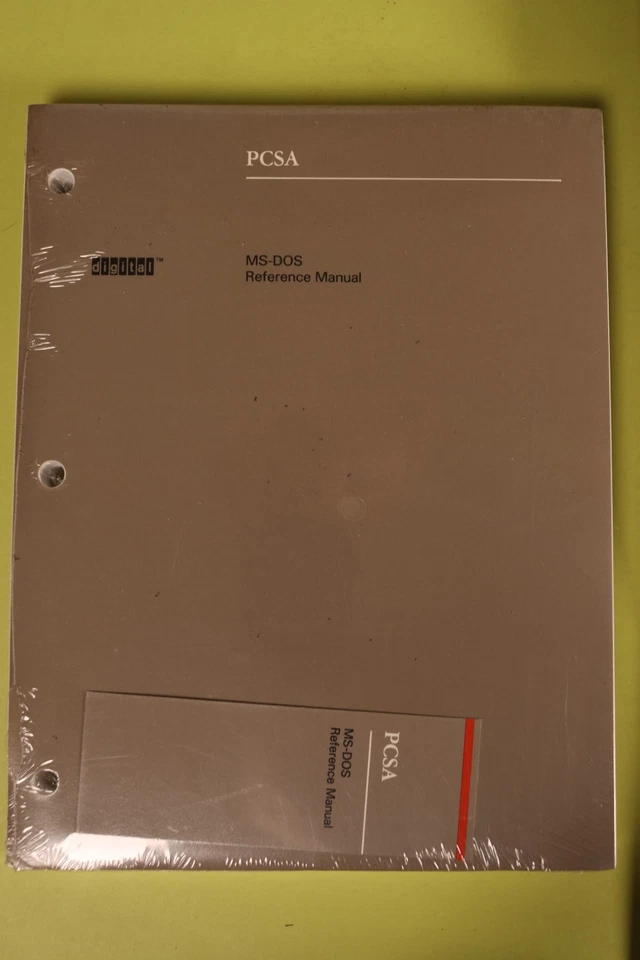 PCSA
digital™
MS-DOS
Reference Manual
PCSA
MS-DOS
Reference Manual